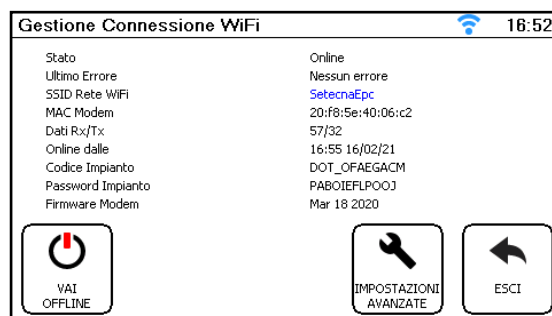 Gestione Connessione WiFi 16:52
Stato Online
Ultimo Errore Nessun errore
SSID Rete WiFi SetecnaEpc
MAC Modem 20:f8:5e:40:06:c2
Dati Rx/Tx 57/32
Online dalle 16:55 16/02/21
Codice Impianto DOT_OFAEGACM
Password Impianto PABOIEFLPOOJ
Firmware Modem Mar 18 2020
VAI
OFFLINE
IMPOSTAZIONI
AVANZATE
ESCI